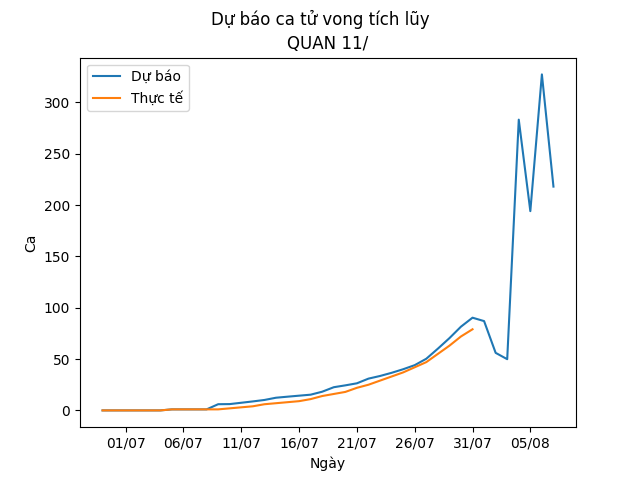 Dự báo ca tử vong tích lũy
QUAN 11/
Dự báo
Thực tế
300
250
200
150
100
50
0
Ca
01/07 06/07 11/07 16/07 21/07 26/07 31/07 05/08
Ngày